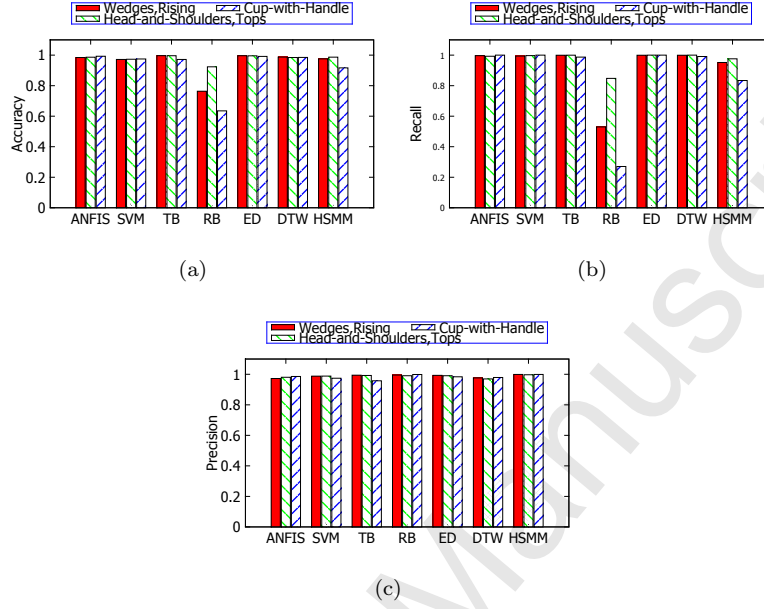 Wedges,Rising Cup-with-Handle
Head-and-Shoulders,Tops
1
0.8
0.6
0.4
0.2
0
Accuracy
ANFIS SVM TB RB ED DTW HSMM
(a)
Wedges,Rising Cup-with-Handle
Head-and-Shoulders,Tops
1
0.8
0.6
0.4
0.2
0
Recall
ANFIS SVM TB RB ED DTW HSMM
(b)
Wedges,Rising Cup-with-Handle
Head-and-Shoulders,Tops
1
0.8
0.6
0.4
0.2
0
Precision
ANFIS SVM TB RB ED DTW HSMM
(c)